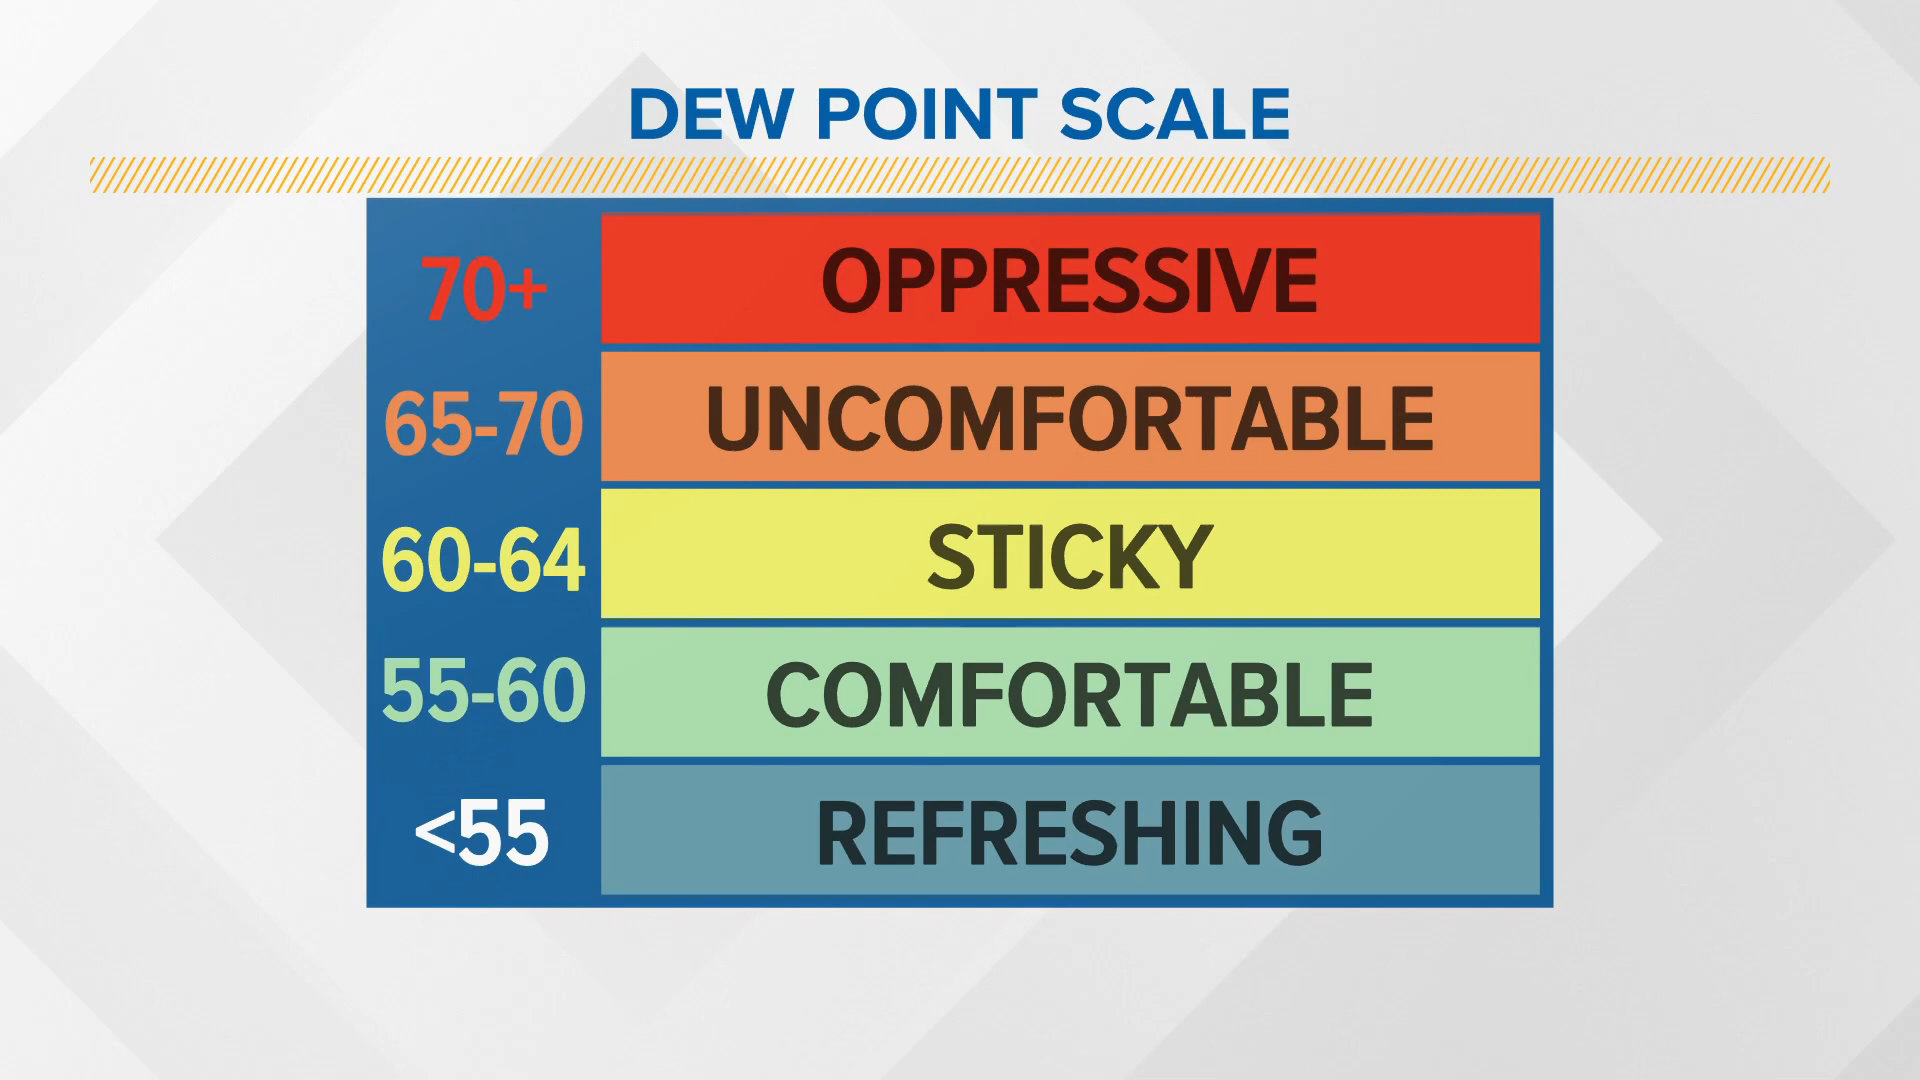 DEW POINT SCALE
70+ OPPRESSIVE
65-70 UNCOMFORTABLE
60-64 STICKY
55-60 COMFORTABLE
<55 REFRESHING